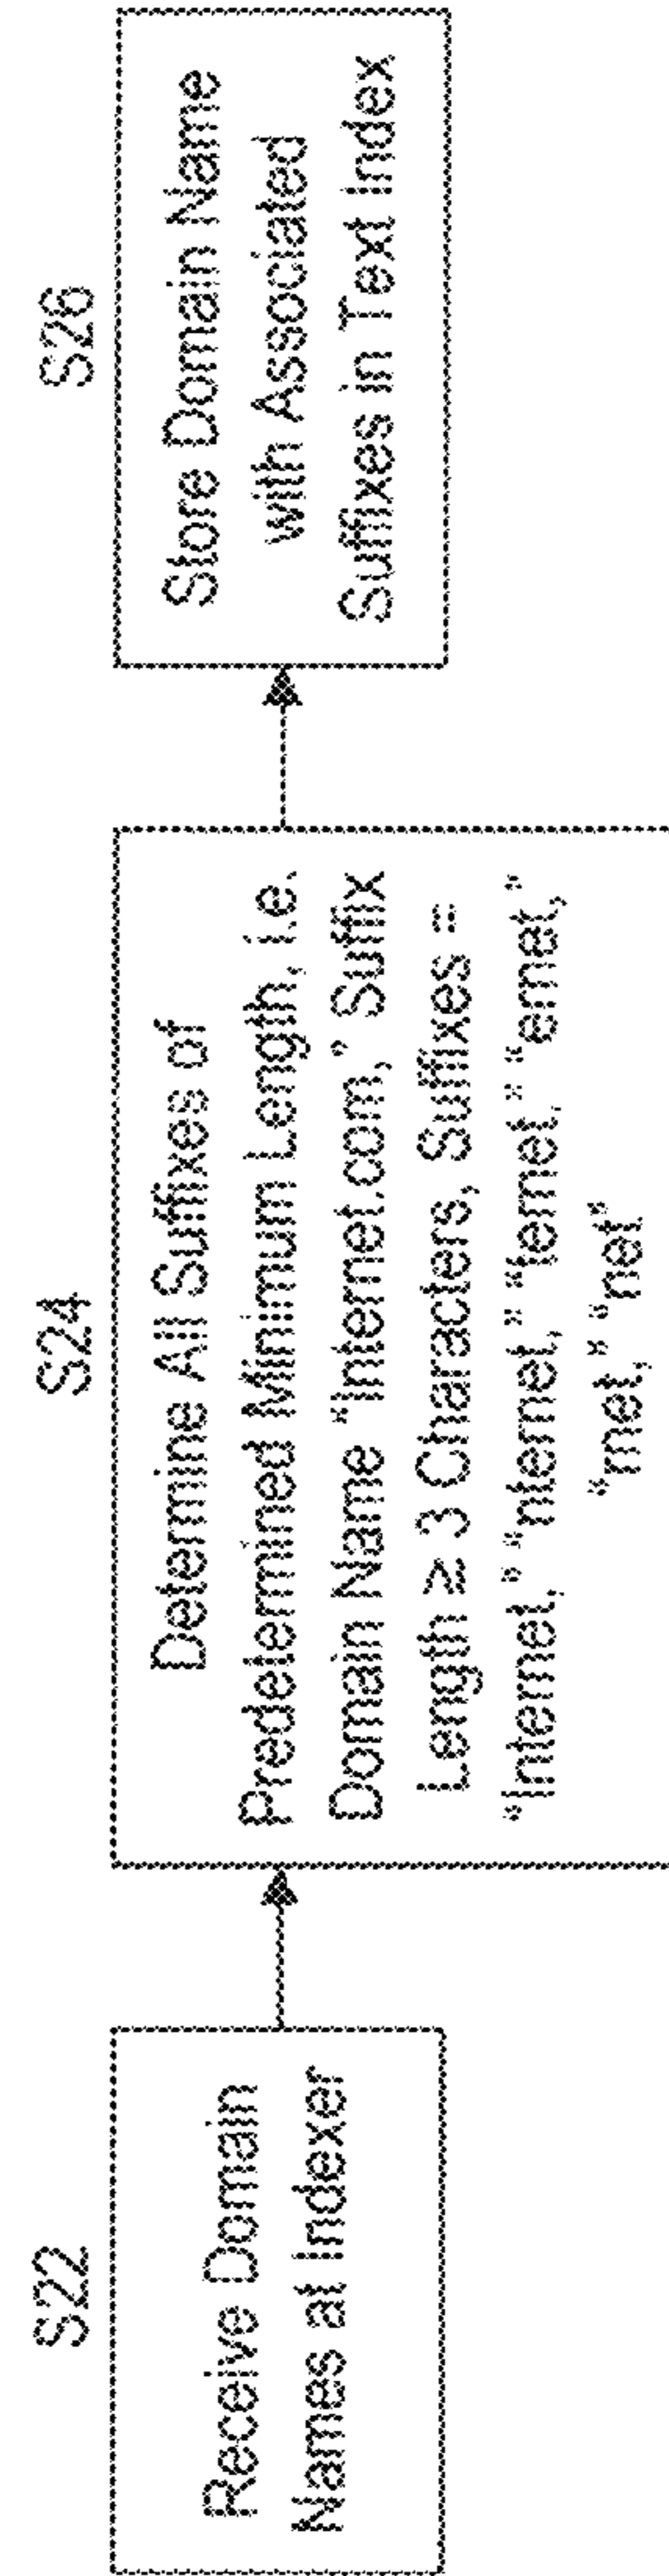 S22
Receive Domain
Names at Indexer
S24
Determine All Suffixes of
Predetermined Minimum Length, i.e.
Domain Name "Internet.com," Suffix
Length ≥ 3 Characters, Suffixes =
"Internet," "nternet," "ternet," "ernet,"
"rnet," "net"
S26
Store Domain Name
with Associated
Suffixes in Text Index